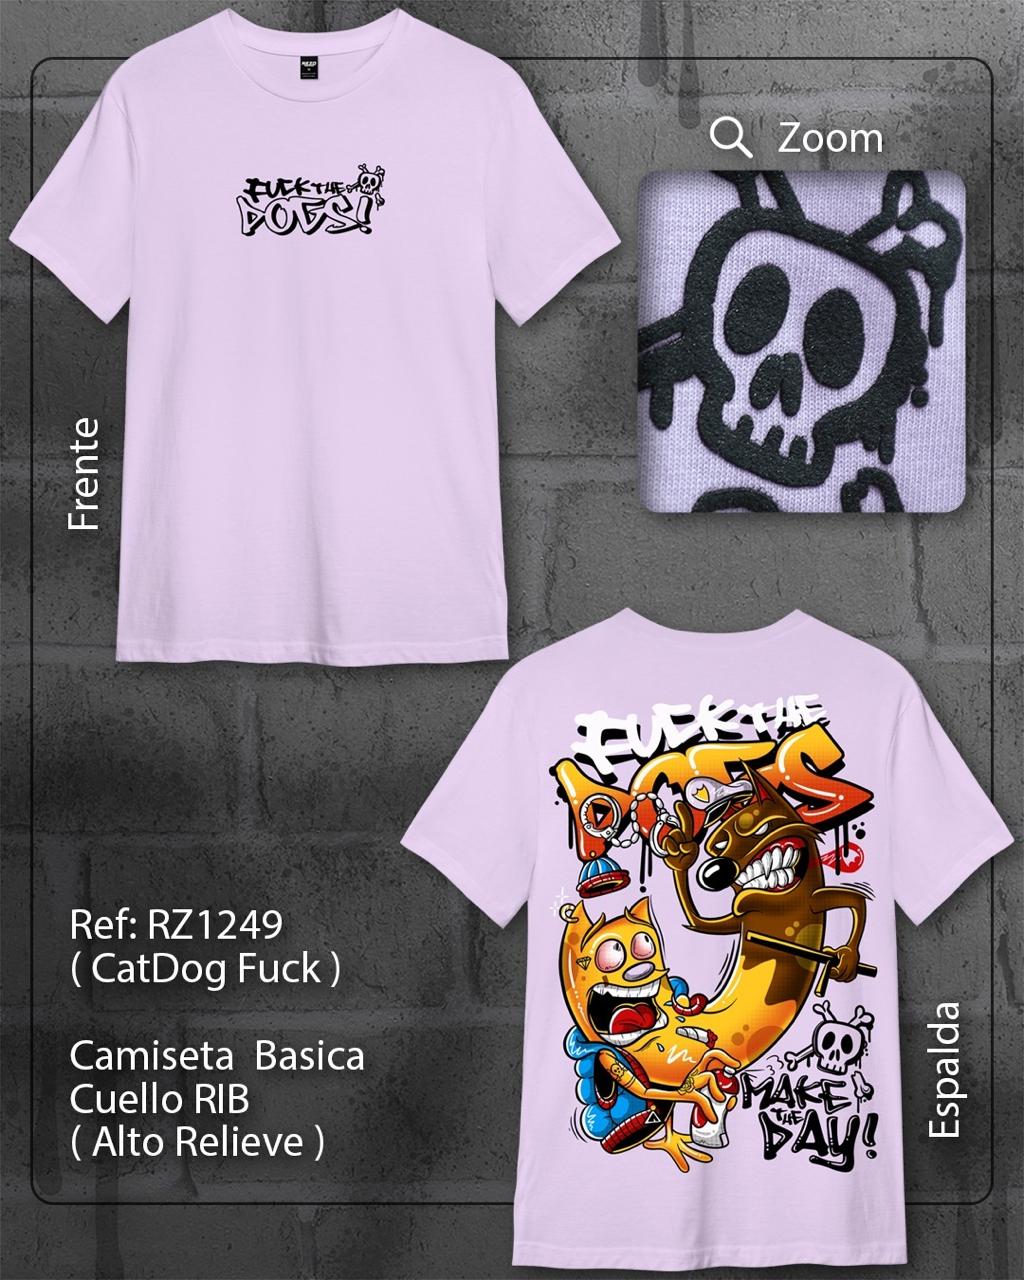 REZD
FUCK THE
DOGS!
Zoom
Frente
FUCK THE
DOGS
MAKE
THE
DAY!
Ref: RZ1249
( CatDog Fuck )
Camiseta Basica
Cuello RIB
( Alto Relieve )
Espalda